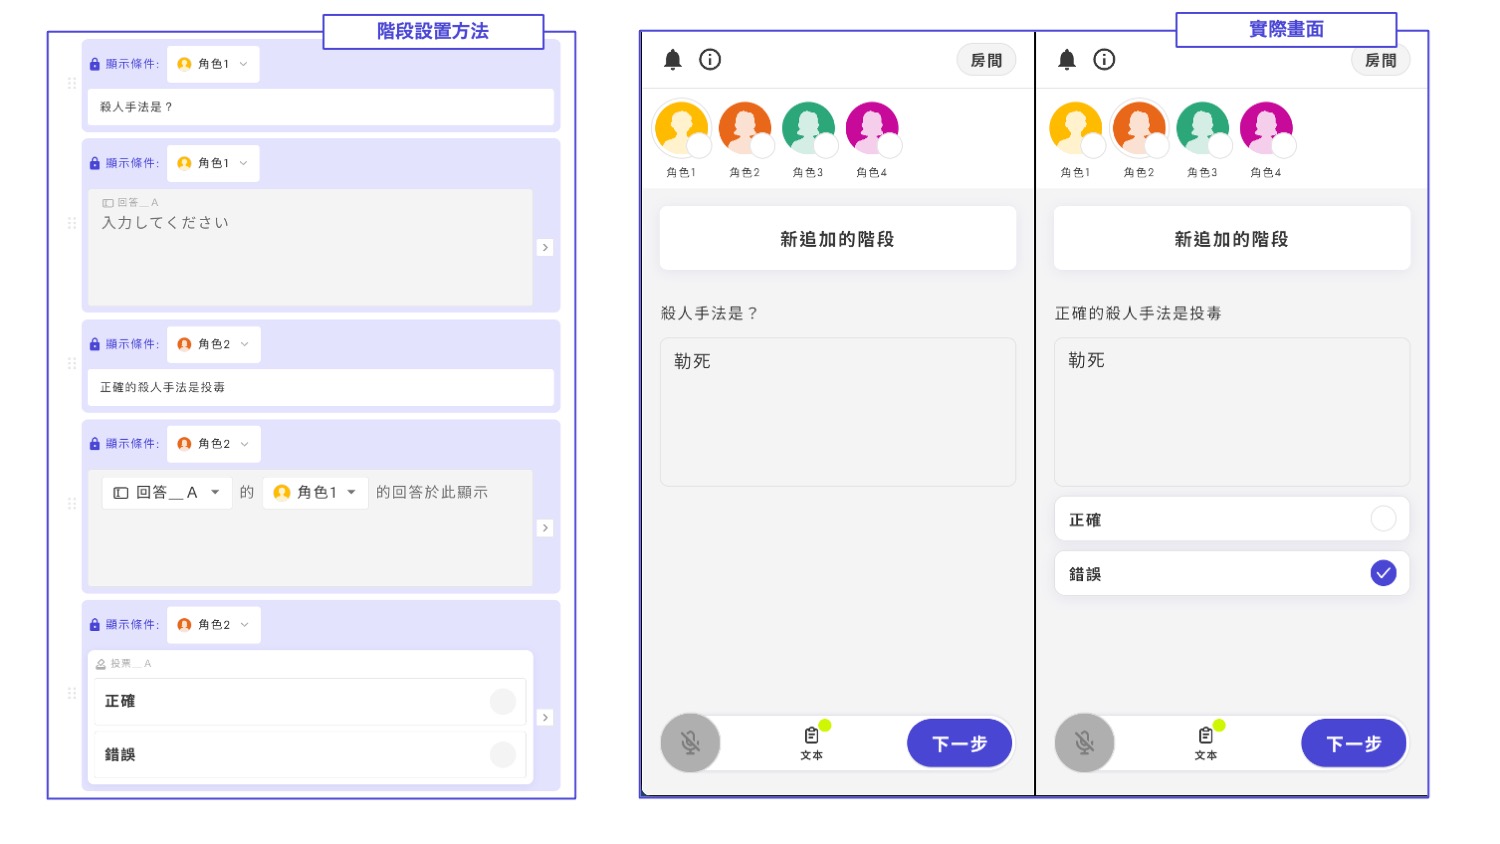 階段設置方法
顯示條件: 角色1
殺人手法是？
顯示條件: 角色1
回答＿A
入力してください
顯示條件: 角色2
正確的殺人手法是投毒
顯示條件: 角色2
回答＿A 的 角色1 的回答於此顯示
顯示條件: 角色2
投票＿A
正確
錯誤
實際畫面
房間
角色1 角色2 角色3 角色4
新追加的階段
殺人手法是？
勒死
文本
下一步
房間
角色1 角色2 角色3 角色4
新追加的階段
正確的殺人手法是投毒
勒死
正確
錯誤
文本
下一步